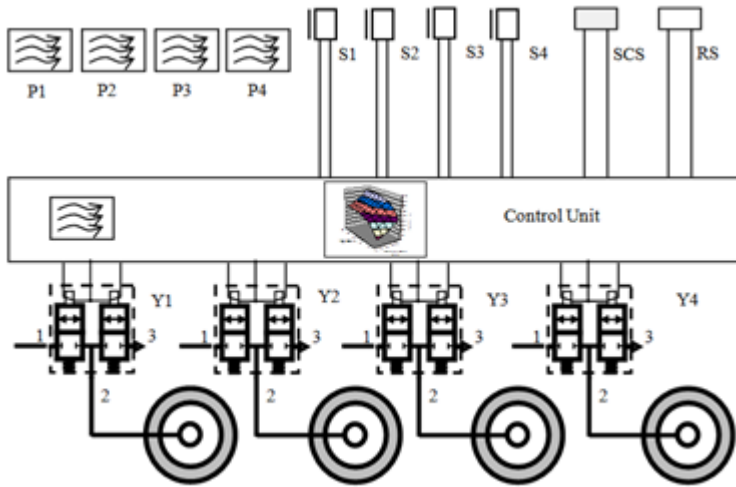 S1 S2 S3 S4 SCS RS
P1 P2 P3 P4
Control Unit
Y1 Y2 Y3 Y4
1 3 1 3 1 3 1 3
2 2 2 2